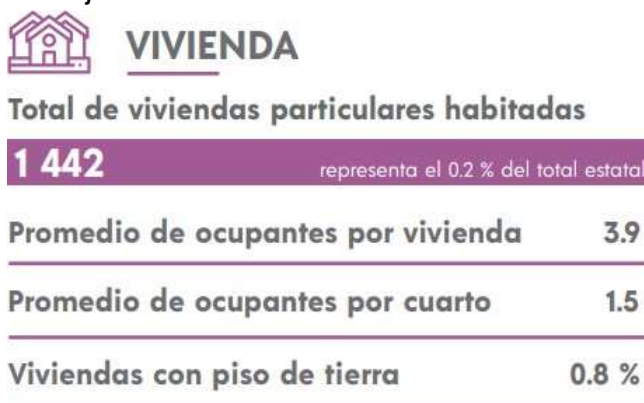 VIVIENDA
Total de viviendas particulares habitadas
1 442 representa el 0.2 % del total estatal
Promedio de ocupantes por vivienda 3.9
Promedio de ocupantes por cuarto 1.5
Viviendas con piso de tierra 0.8 %